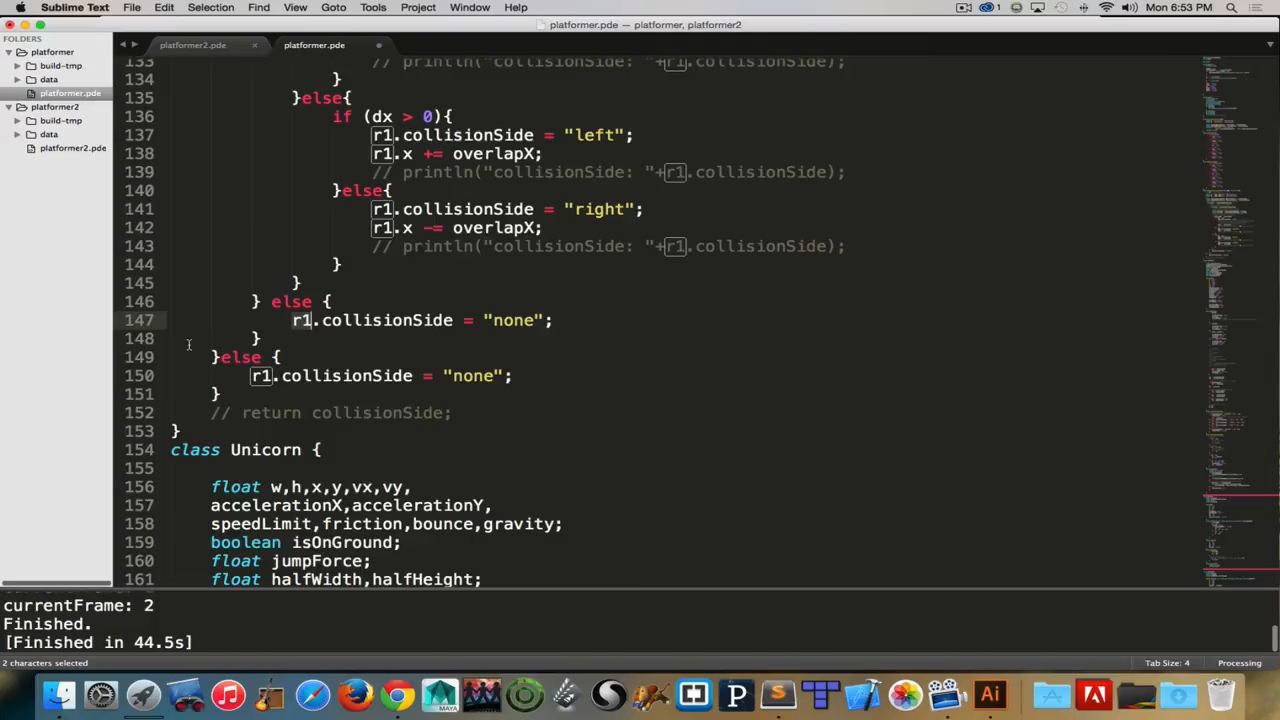 Sublime Text File Edit Selection Find View Goto Tools Project Window Help
1 Mon 6:53 PM
platformer.pde — platformer, platformer2
FOLDERS
platformer
build-tmp
data
platformer.pde
platformer2
build-tmp
data
platformer2.pde
platformer2.pde × platformer.pde
133 // println("collisionSide: "+r1.collisionSide);
134 }
135 }else{
136 if (dx > 0){
137 r1.collisionSide = "left";
138 r1.x += overlapX;
139 // println("collisionSide: "+r1.collisionSide);
140 }else{
141 r1.collisionSide = "right";
142 r1.x -= overlapX;
143 // println("collisionSide: "+r1.collisionSide);
144 }
145 }
146 } else {
147 r1.collisionSide = "none";
148 }
149 }else {
150 r1.collisionSide = "none";
151 }
152 // return collisionSide;
153 }
154 class Unicorn {
155
156 float w,h,x,y,vx,vy,
157 accelerationX,accelerationY,
158 speedLimit,friction,bounce,gravity;
159 boolean isOnGround;
160 float jumpForce;
161 float halfWidth,halfHeight;
currentFrame: 2
Finished.
[Finished in 44.5s]
2 characters selected
Tab Size: 4 Processing
MAYA
P
S
Ai